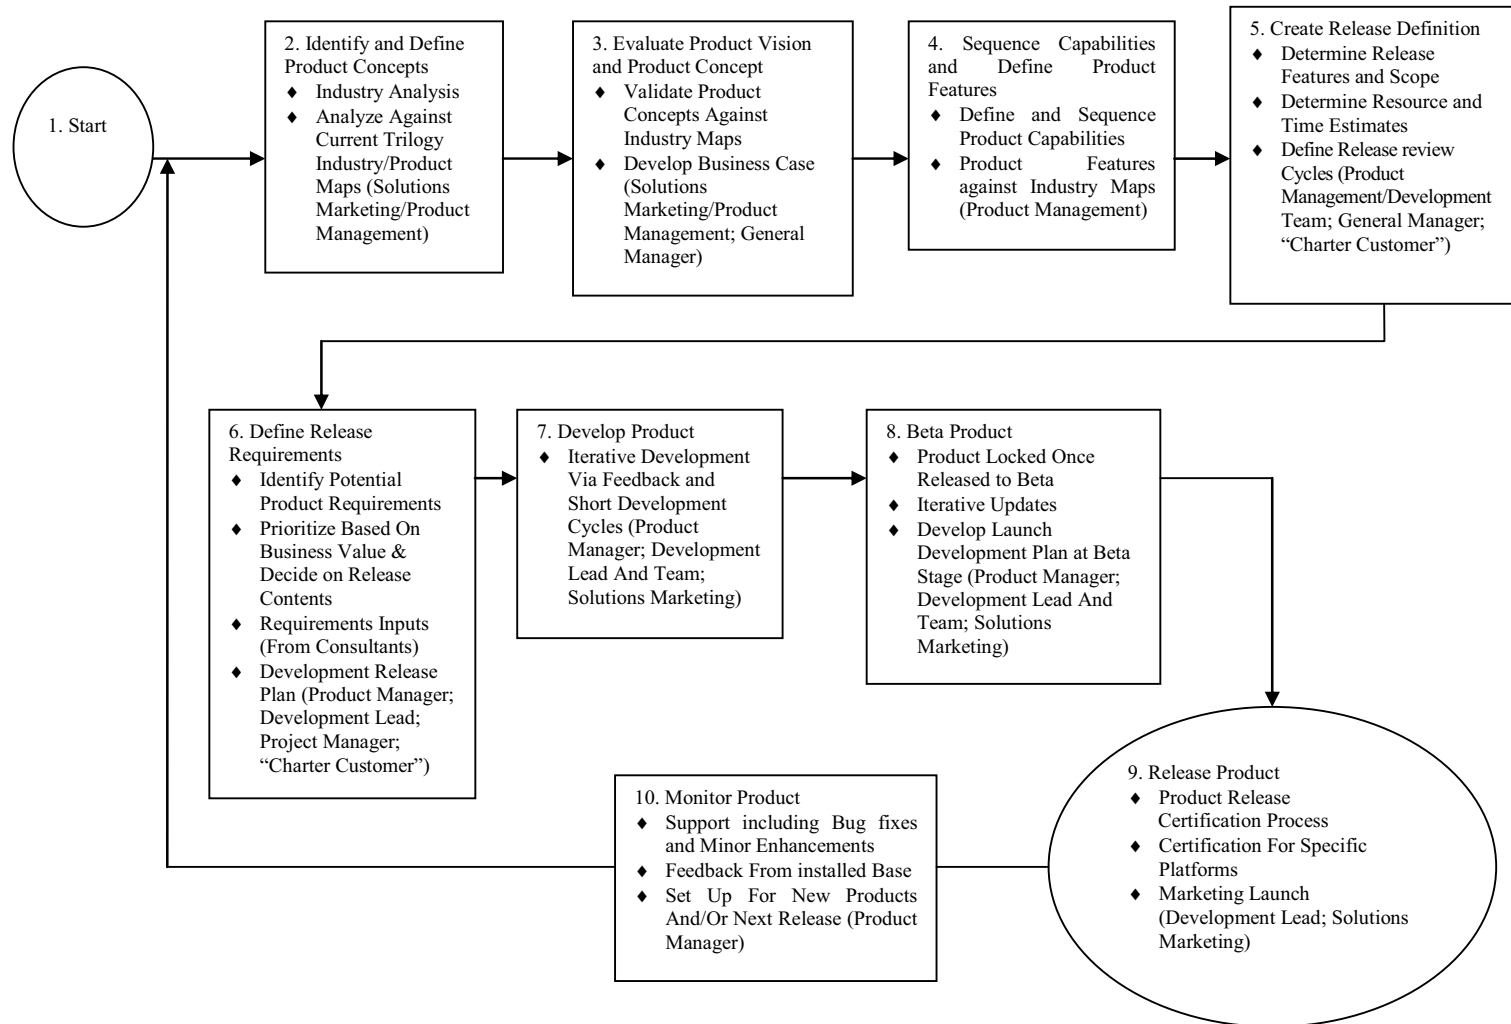 1. Start
2. Identify and Define
Product Concepts
♦ Industry Analysis
♦ Analyze Against
Current Trilogy
Industry/Product
Maps (Solutions
Marketing/Product
Management)
3. Evaluate Product Vision
and Product Concept
♦ Validate Product
Concepts Against
Industry Maps
♦ Develop Business Case
(Solutions
Marketing/Product
Management; General
Manager)
4. Sequence Capabilities
and Define Product
Features
♦ Define and Sequence
Product Capabilities
♦ Product Features
against Industry Maps
(Product Management)
5. Create Release Definition
♦ Determine Release
Features and Scope
♦ Determine Resource and
Time Estimates
♦ Define Release review
Cycles (Product
Management/Development
Team; General Manager;
“Charter Customer”)
6. Define Release
Requirements
♦ Identify Potential
Product Requirements
♦ Prioritize Based On
Business Value &
Decide on Release
Contents
♦ Requirements Inputs
(From Consultants)
♦ Development Release
Plan (Product Manager;
Development Lead;
Project Manager;
“Charter Customer”)
7. Develop Product
♦ Iterative Development
Via Feedback and
Short Development
Cycles (Product
Manager; Development
Lead And Team;
Solutions Marketing)
8. Beta Product
♦ Product Locked Once
Released to Beta
♦ Iterative Updates
♦ Develop Launch
Development Plan at Beta
Stage (Product Manager;
Development Lead And
Team; Solutions
Marketing)
9. Release Product
♦ Product Release
Certification Process
♦ Certification For Specific
Platforms
♦ Marketing Launch
(Development Lead; Solutions
Marketing)
10. Monitor Product
♦ Support including Bug fixes
and Minor Enhancements
♦ Feedback From installed Base
♦ Set Up For New Products
And/Or Next Release (Product
Manager)